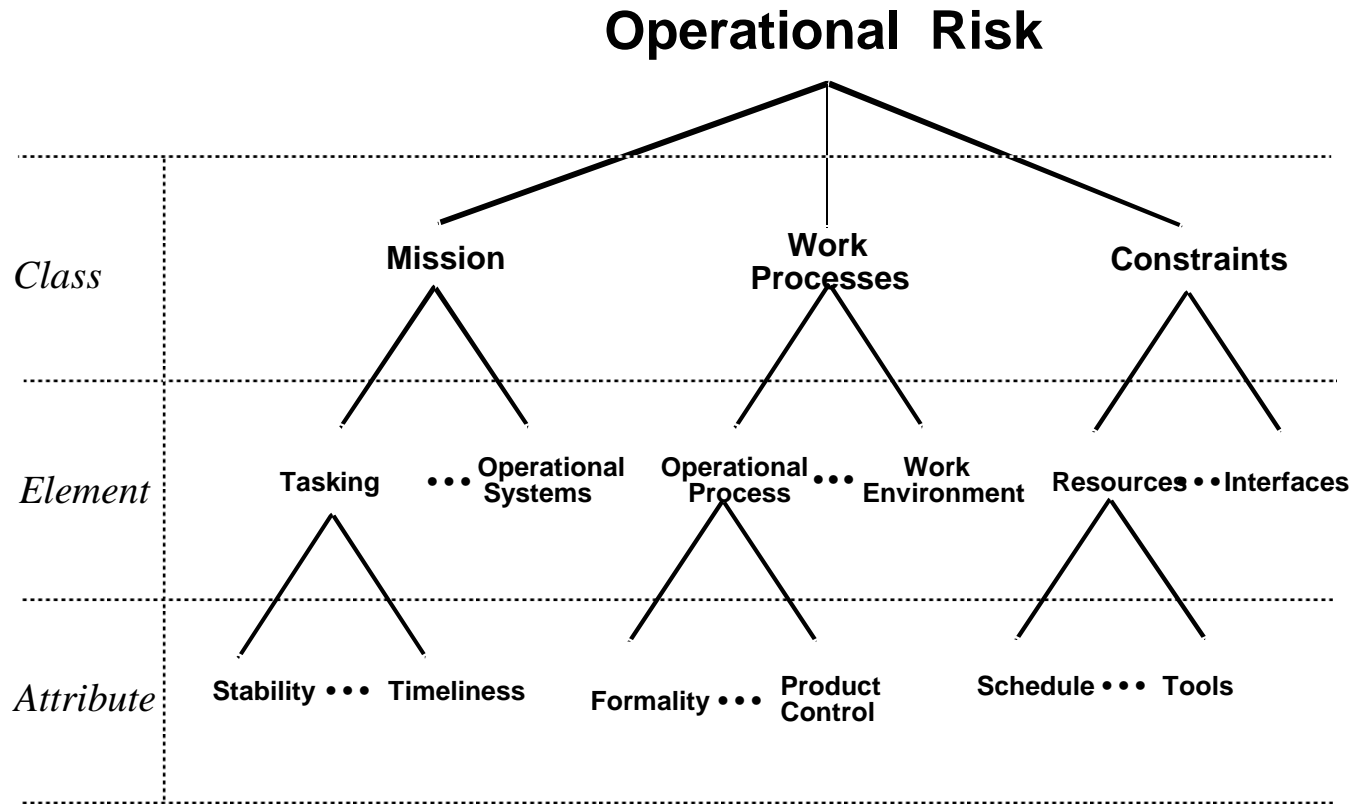 Operational Risk
Class
Mission
Work
Processes
Constraints
Element
Tasking
•••
Operational
Systems
Operational
Process
•••
Work
Environment
Resources
•••
Interfaces
Attribute
Stability
•••
Timeliness
Formality
•••
Product
Control
Schedule
•••
Tools